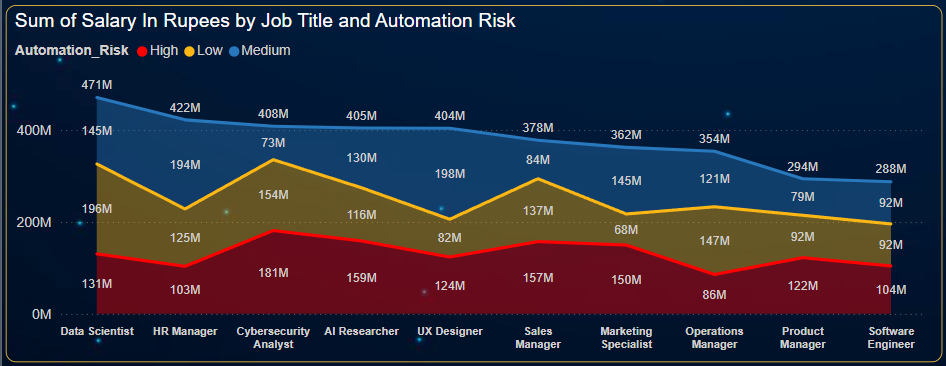 Sum of Salary In Rupees by Job Title and Automation Risk
Automation_Risk High Low Medium
471M
422M
408M
405M
404M
378M
362M
354M
294M
288M
400M
145M
194M
73M
130M
198M
84M
145M
121M
79M
92M
200M
196M
125M
154M
116M
82M
137M
68M
147M
92M
92M
131M
103M
181M
159M
124M
157M
150M
86M
122M
104M
0M
Data Scientist
HR Manager
Cybersecurity
Analyst
AI Researcher
UX Designer
Sales
Manager
Marketing
Specialist
Operations
Manager
Product
Manager
Software
Engineer